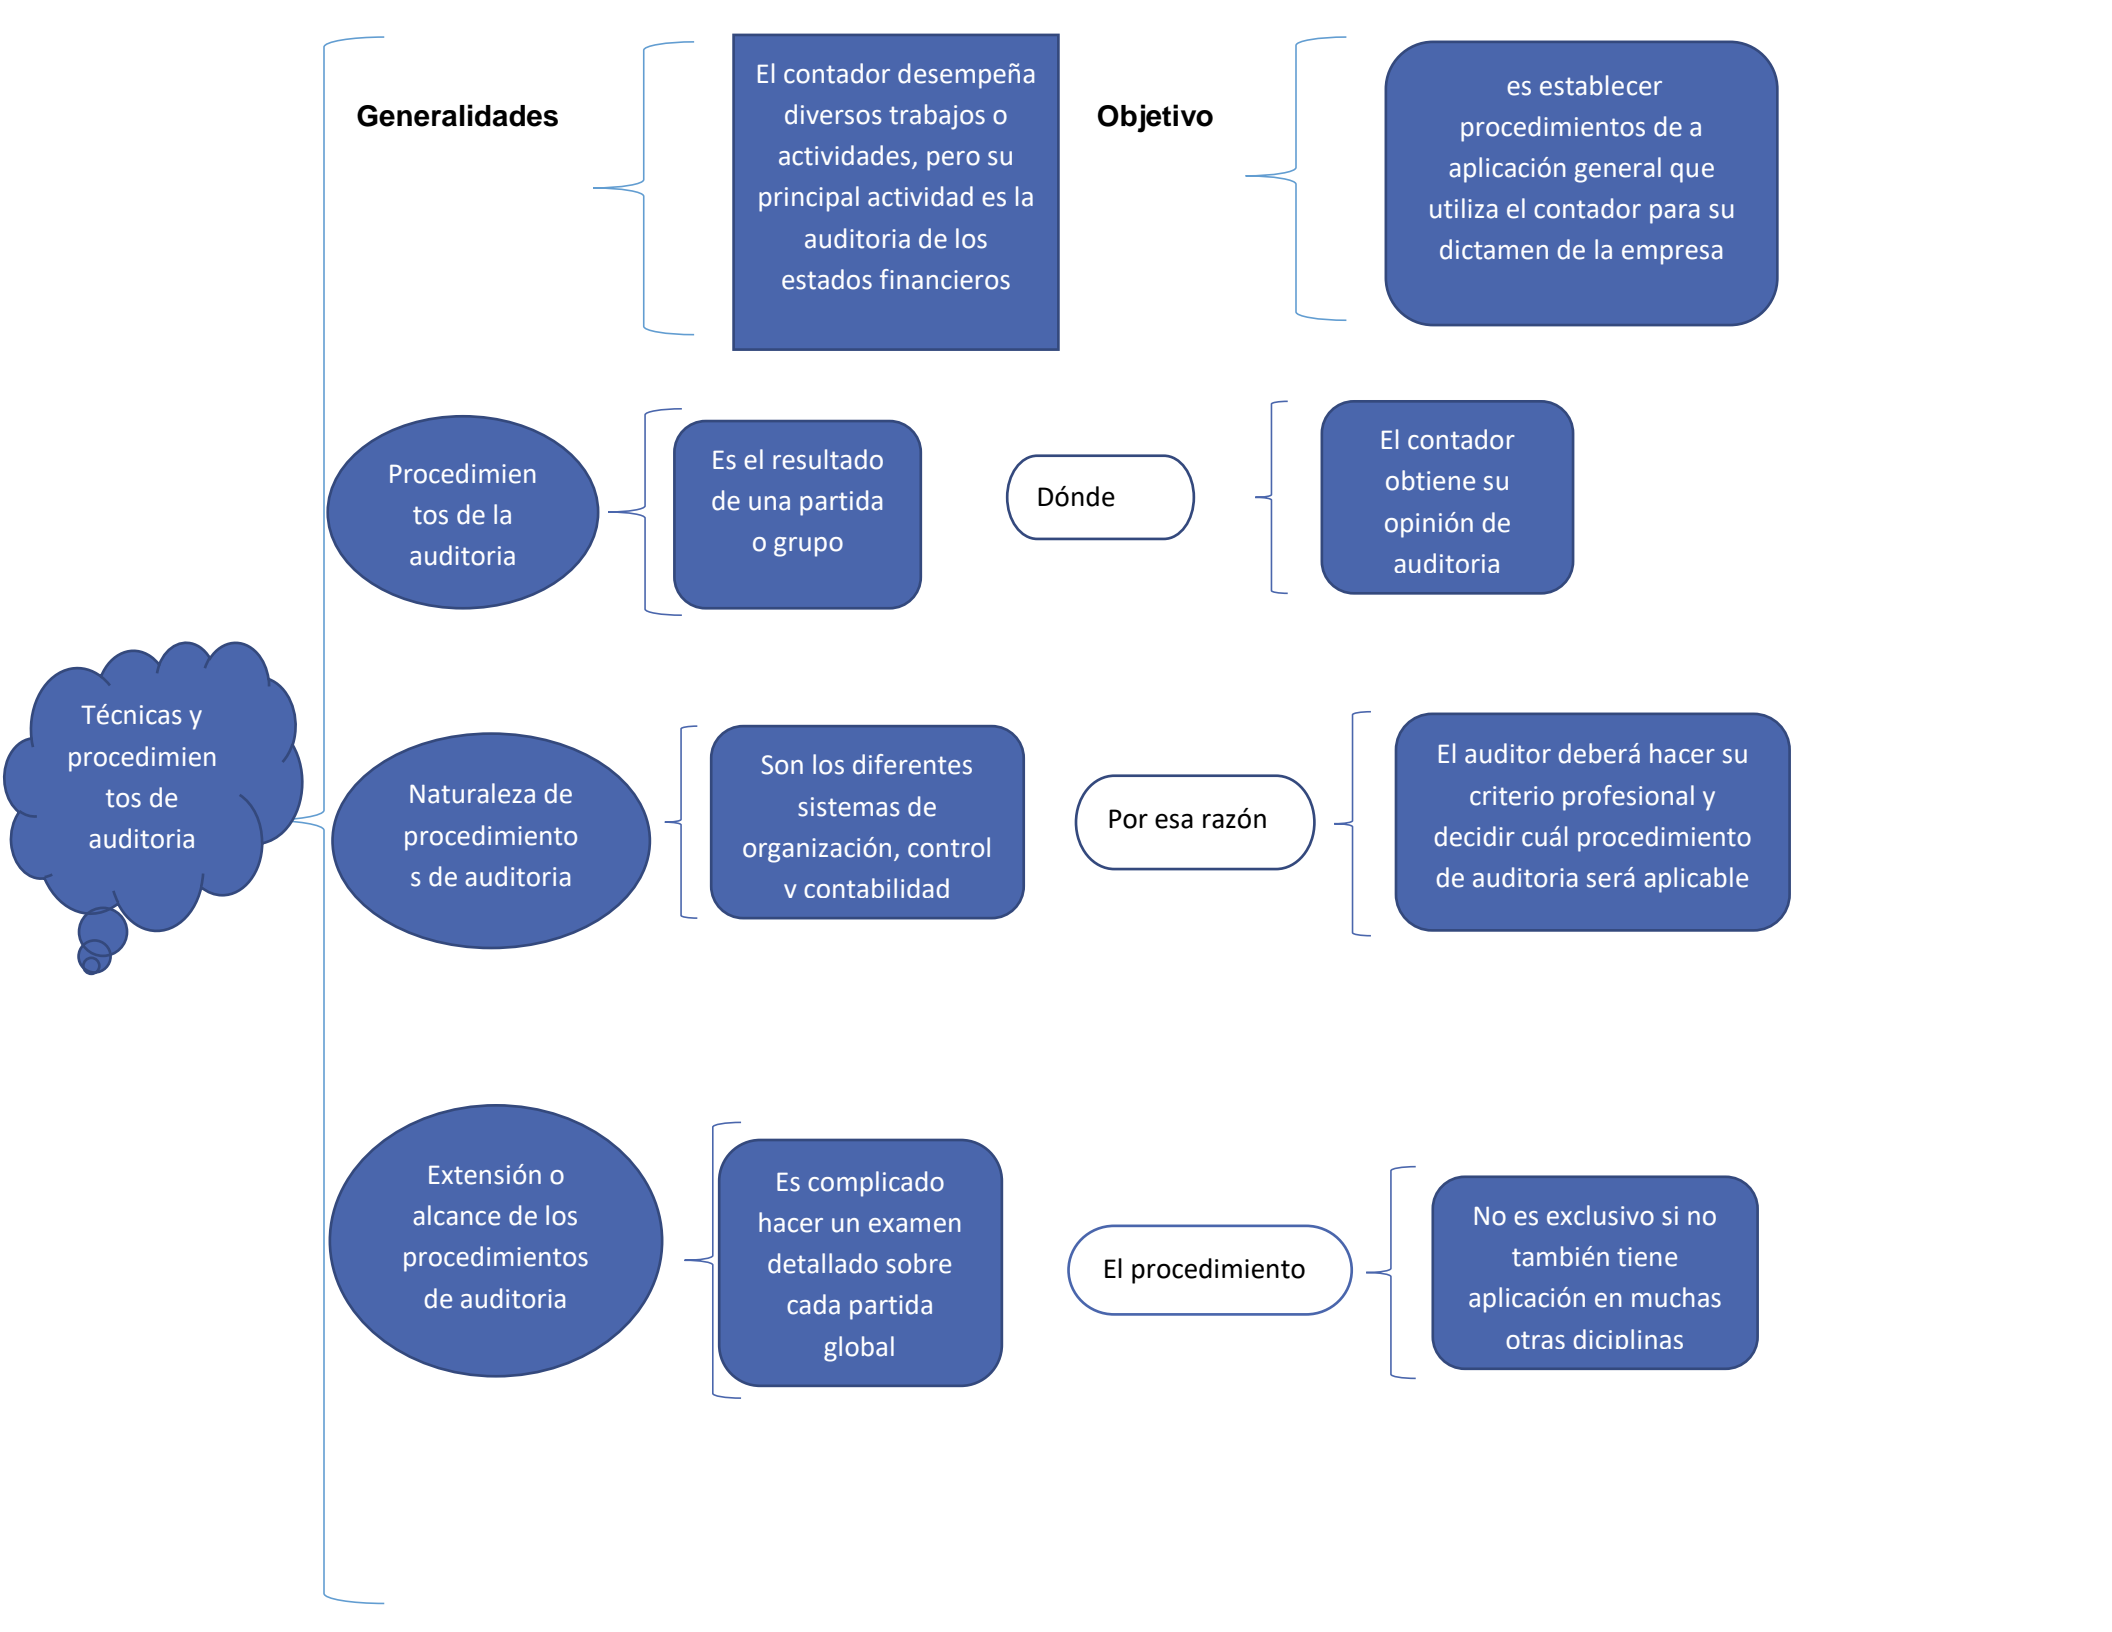 Generalidades
El contador desempeña
diversos trabajos o
actividades, pero su
principal actividad es la
auditoria de los
estados financieros
Objetivo
es establecer
procedimientos de a
aplicación general que
utiliza el contador para su
dictamen de la empresa
Procedimien
tos de la
auditoria
Es el resultado
de una partida
o grupo
Dónde
El contador
obtiene su
opinión de
auditoria
Técnicas y
procedimien
tos de
auditoria
Naturaleza de
procedimiento
s de auditoria
Son los diferentes
sistemas de
organización, control
y contabilidad
Por esa razón
El auditor deberá hacer su
criterio profesional y
decidir cuál procedimiento
de auditoria será aplicable
Extensión o
alcance de los
procedimientos
de auditoria
Es complicado
hacer un examen
detallado sobre
cada partida
global
El procedimiento
No es exclusivo si no
también tiene
aplicación en muchas
otras diciplinas